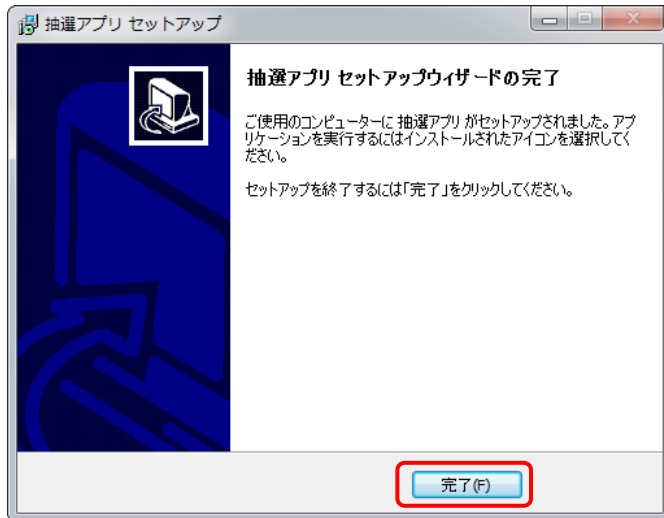 抽選アプリ セットアップ
抽選アプリ セットアップウィザードの完了
ご使用のコンピューターに 抽選アプリ がセットアップされました。アプ
リケーションを実行するにはインストールされたアイコンを選択してく
ださい。
セットアップを終了するには「完了」をクリックしてください。
完了(F)